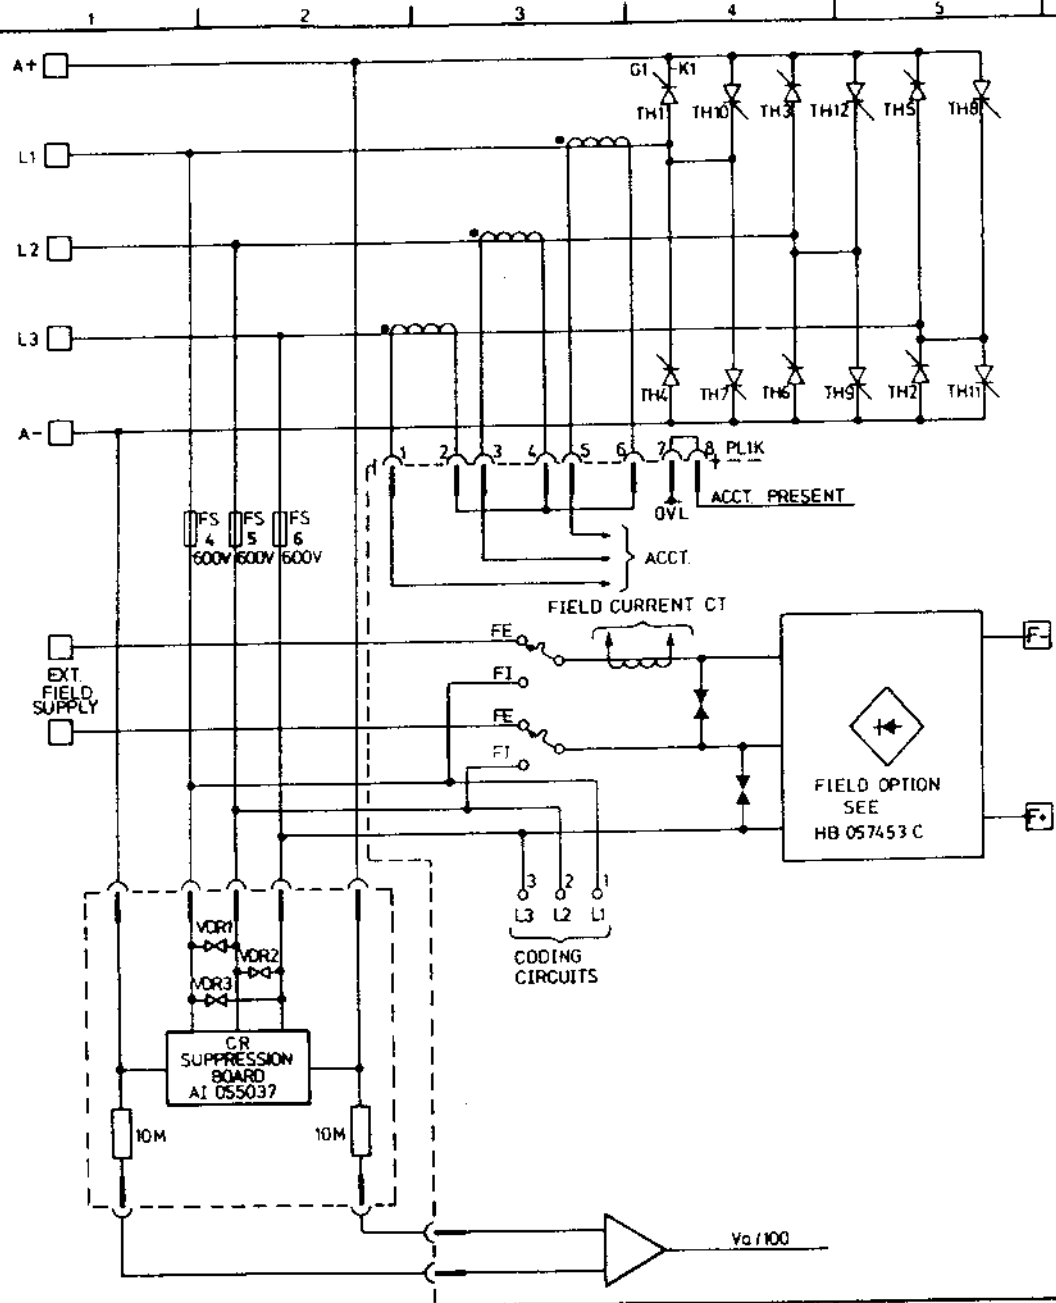 1 2 3 4 5
A+
G1 K1
TH1 TH10 TH3 TH12 TH5 TH8
L1
L2
L3
TH4 TH7 TH6 TH9 TH2 TH11
A-
1 2 3 4 5 6 7 8 PL1K
ACCT. PRESENT
0VL
FS FS FS
4 5 6
600V 600V 600V
ACCT.
FIELD CURRENT CT
FE
F-
EXT.
FIELD
SUPPLY
FI
FE
FI
FIELD OPTION
SEE
HB 057453 C
F+
3 2 1
L3 L2 L1
CODING
CIRCUITS
VDR1
VDR2
VDR3
CR
SUPPRESSION
BOARD
AI 055037
10M 10M
Va/100